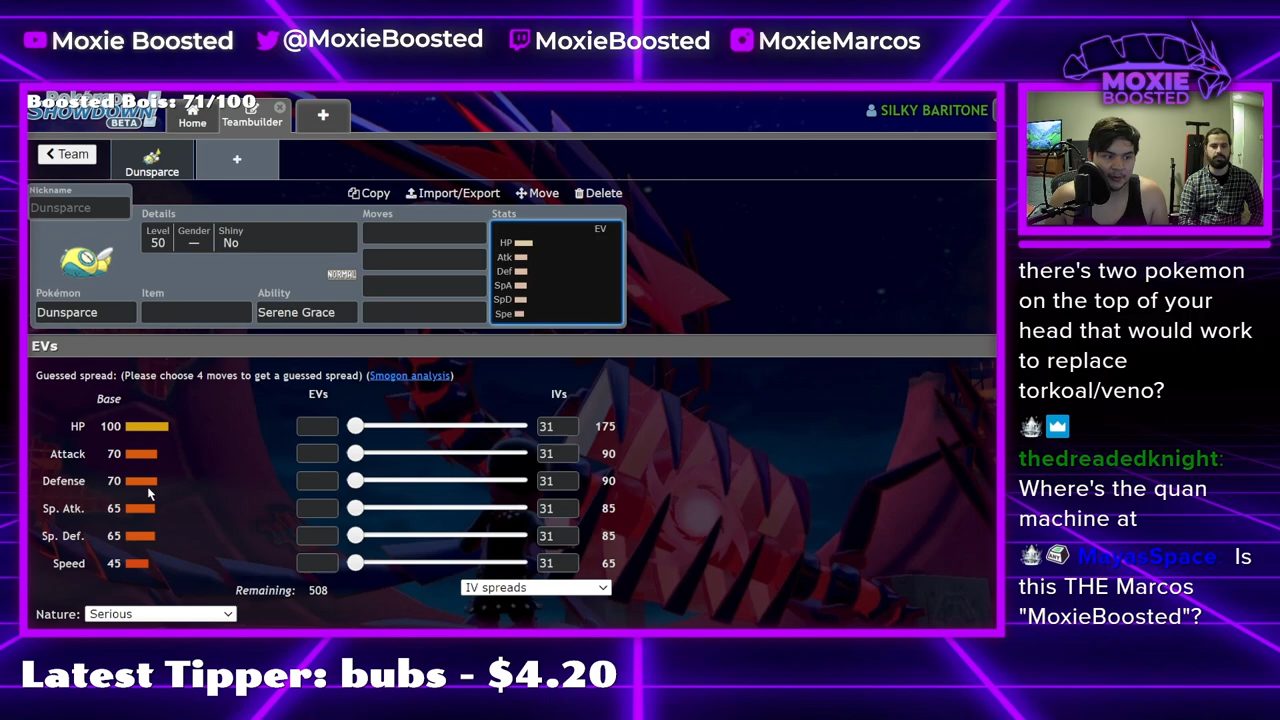 Moxie Boosted @MoxieBoosted MoxieBoosted MoxieMarcos
MOXIE
BOOSTED
Boosted Bois: 71/100
SHOWDOWN
BETA
Home
Teambuilder
+
SILKY BARITONE
Team
Dunsparce
+
Nickname
Dunsparce
Copy Import/Export Move Delete
Details
Level Gender Shiny
50 — No
NORMAL
Pokémon Item Ability
Dunsparce Serene Grace
Moves
Stats
EV
HP
Atk
Def
SpA
SpD
Spe
EVs
Guessed spread: (Please choose 4 moves to get a guessed spread) (Smogon analysis)
Base EVs IVs
HP 100 31 175
Attack 70 31 90
Defense 70 31 90
Sp. Atk. 65 31 85
Sp. Def. 65 31 85
Speed 45 31 65
Remaining: 508 IV spreads
Nature: Serious
there's two pokemon
on the top of your
head that would work
to replace
torkoal/veno?
thedreadedknight:
Where's the quan
machine at
MayasSpace: Is
this THE Marcos
"MoxieBoosted"?
Latest Tipper: bubs - $4.20